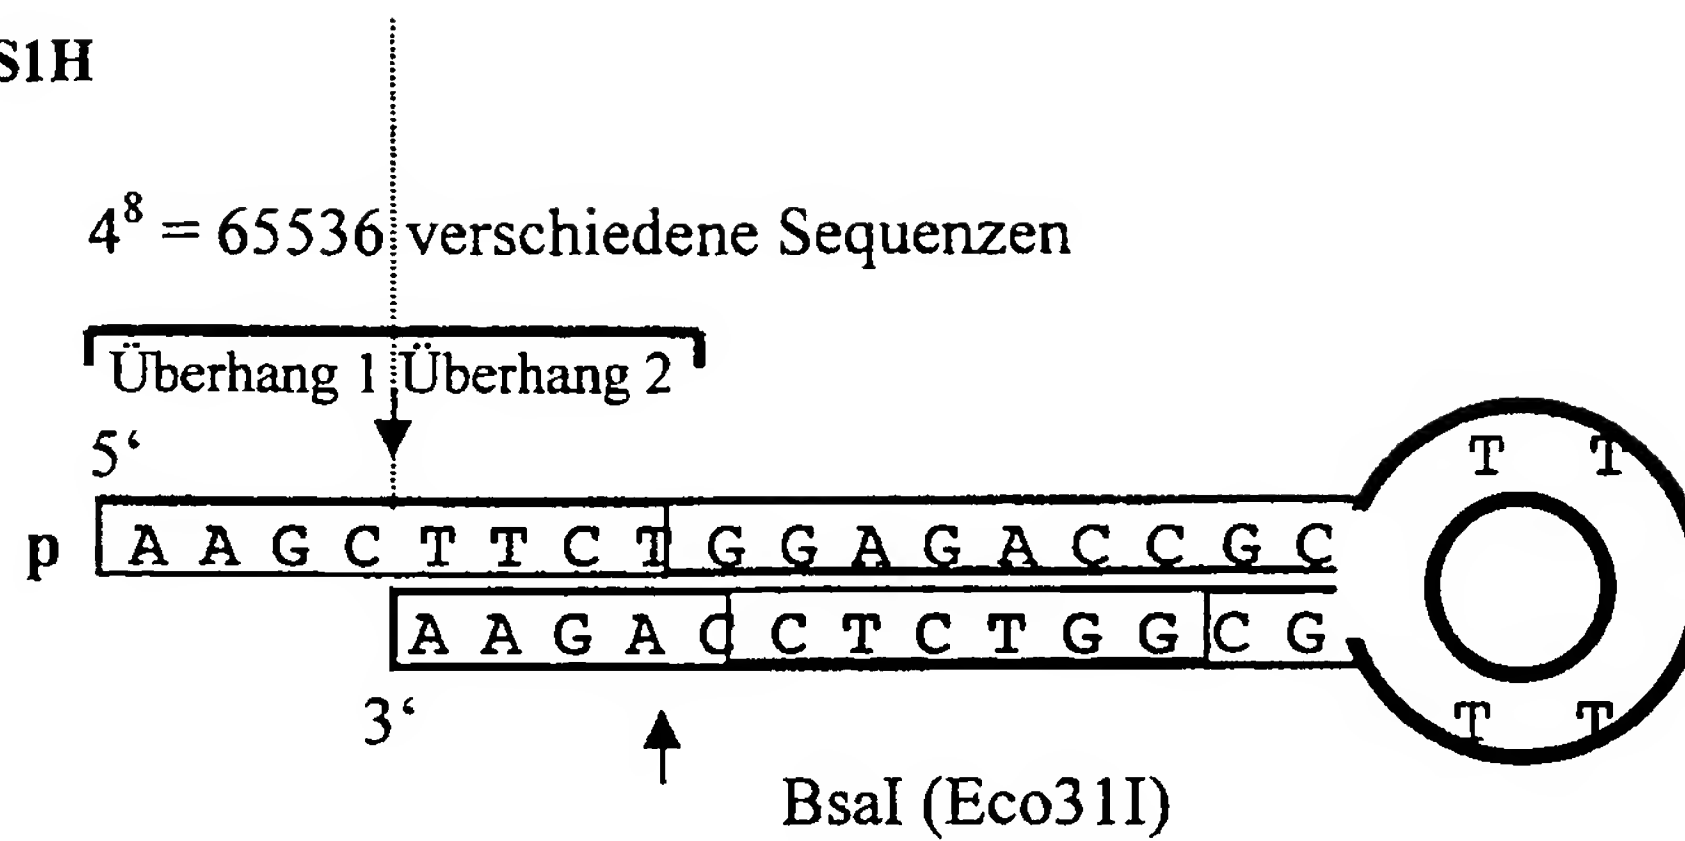 S1H
4⁸ = 65536 verschiedene Sequenzen
Überhang 1 Überhang 2
5‘
T T
p A A G C T T C T G G A G A C C G C
A A G A C C T C T G G C G
3‘
T T
BsaI (Eco31I)